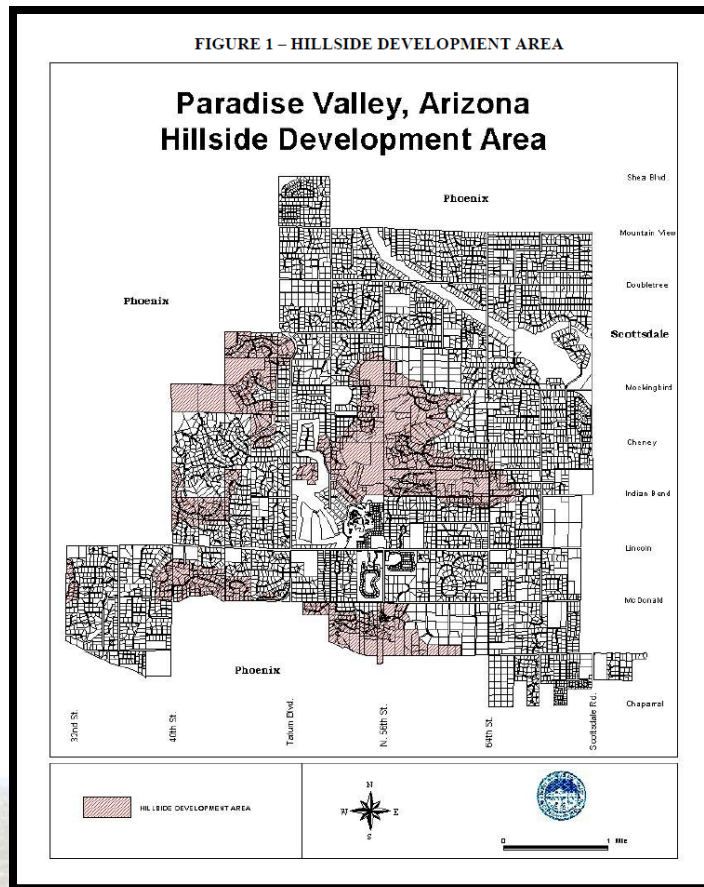 FIGURE 1 – HILLSIDE DEVELOPMENT AREA
Paradise Valley, Arizona
Hillside Development Area
Shea Blvd.
Phoenix
Mountain View
Doubletree
Phoenix
Scottsdale
Mockingbird
Cheney
Indian Bend
Lincoln
McDonald
Phoenix
Chaparral
32nd St.
40th St.
Tatum Blvd.
N. 56th St.
64th St.
Scottsdale Rd.
HILLSIDE DEVELOPMENT AREA
N
W
E
S
0
1 Mile